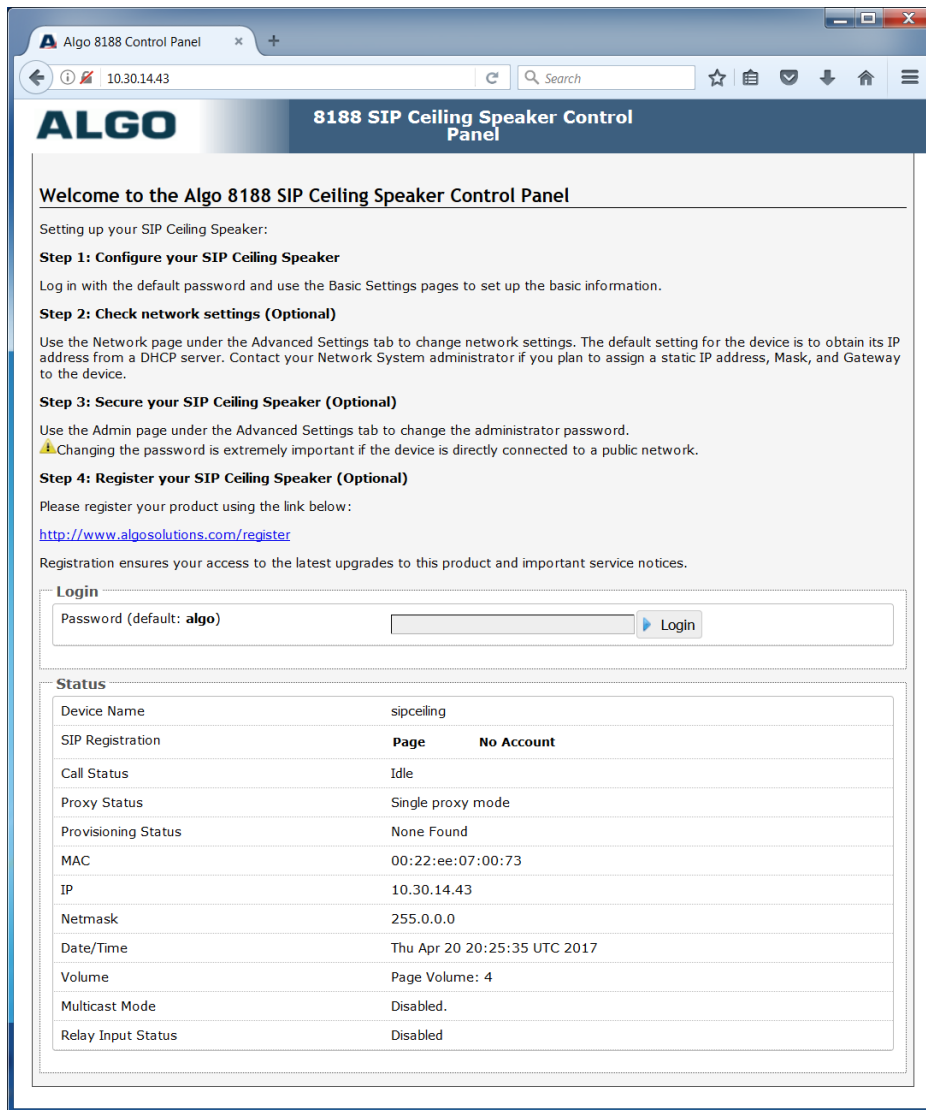 Algo 8188 Control Panel
10.30.14.43
Search
ALGO
8188 SIP Ceiling Speaker Control
Panel
Welcome to the Algo 8188 SIP Ceiling Speaker Control Panel
Setting up your SIP Ceiling Speaker:
Step 1: Configure your SIP Ceiling Speaker
Log in with the default password and use the Basic Settings pages to set up the basic information.
Step 2: Check network settings (Optional)
Use the Network page under the Advanced Settings tab to change network settings. The default setting for the device is to obtain its IP
address from a DHCP server. Contact your Network System administrator if you plan to assign a static IP address, Mask, and Gateway
to the device.
Step 3: Secure your SIP Ceiling Speaker (Optional)
Use the Admin page under the Advanced Settings tab to change the administrator password.
Changing the password is extremely important if the device is directly connected to a public network.
Step 4: Register your SIP Ceiling Speaker (Optional)
Please register your product using the link below:
http://www.algosolutions.com/register
Registration ensures your access to the latest upgrades to this product and important service notices.
Login
Password (default: algo) Login
Status
Device Name sipceiling
SIP Registration Page No Account
Call Status Idle
Proxy Status Single proxy mode
Provisioning Status None Found
MAC 00:22:ee:07:00:73
IP 10.30.14.43
Netmask 255.0.0.0
Date/Time Thu Apr 20 20:25:35 UTC 2017
Volume Page Volume: 4
Multicast Mode Disabled.
Relay Input Status Disabled